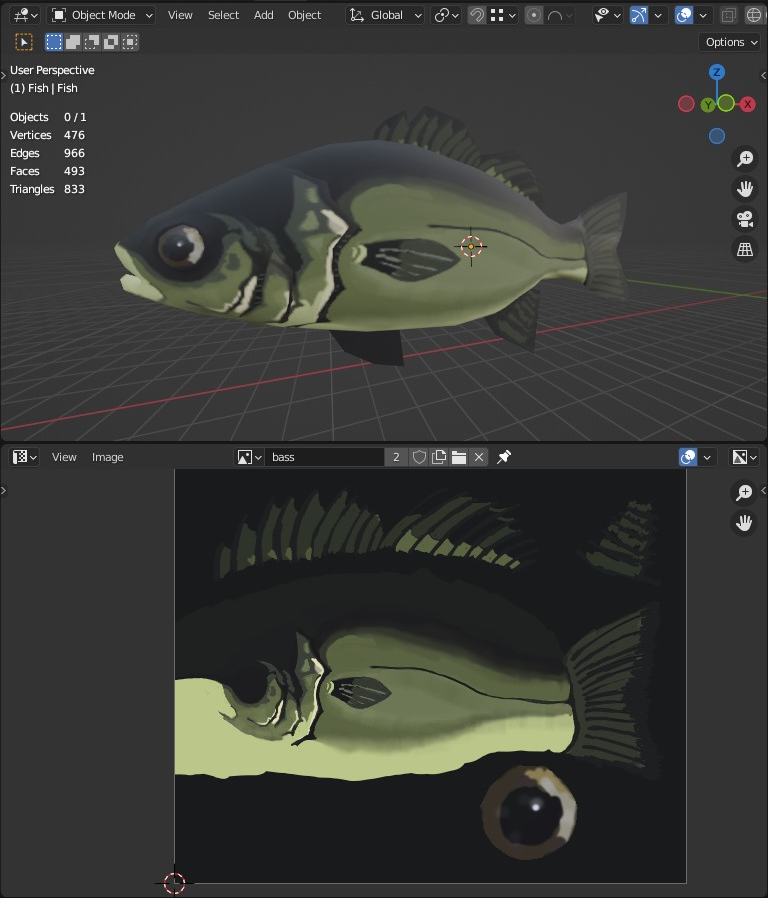 Object Mode View Select Add Object Global
Options
User Perspective
(1) Fish | Fish
Objects 0 / 1
Vertices 476
Edges 966
Faces 493
Triangles 833
Z
Y
X
View Image bass 2